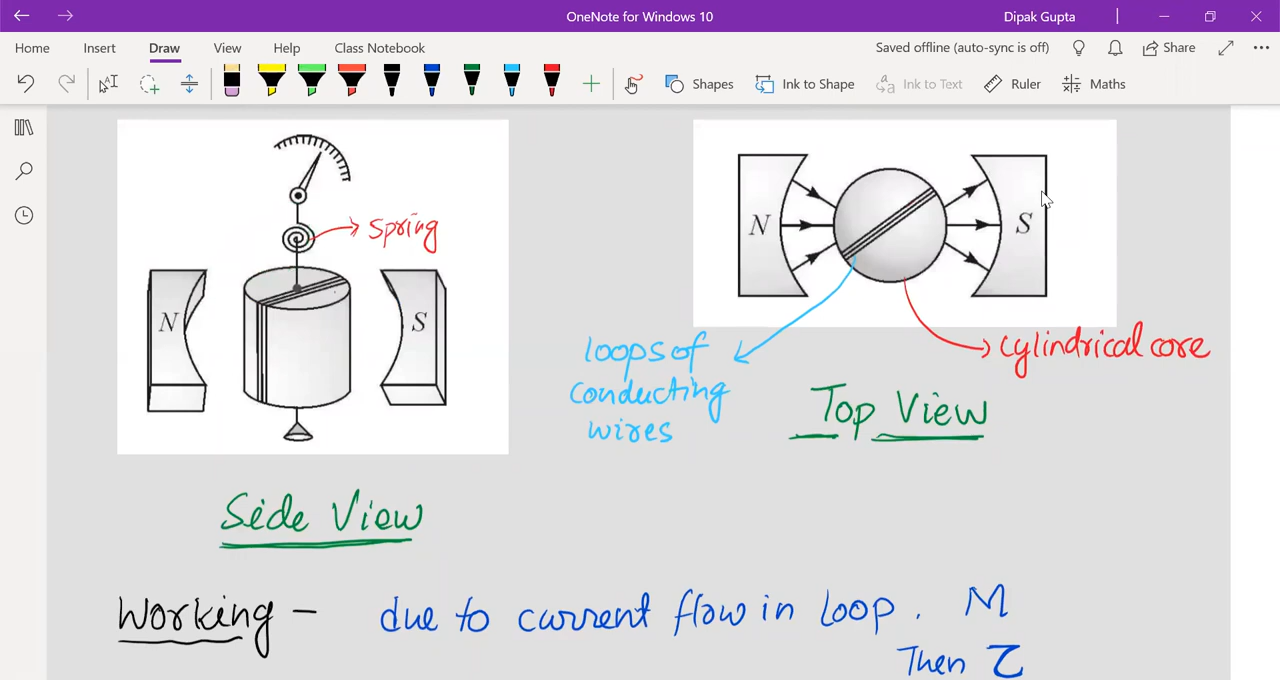 OneNote for Windows 10
Dipak Gupta
Home Insert Draw View Help Class Notebook
Saved offline (auto-sync is off)
Share
Shapes
Ink to Shape
Ink to Text
Ruler
Maths
spring
N
S
N
S
loops of
conducting
wires
cylindrical core
Top View
Side View
Working – due to current flow in loop. M
Then τ